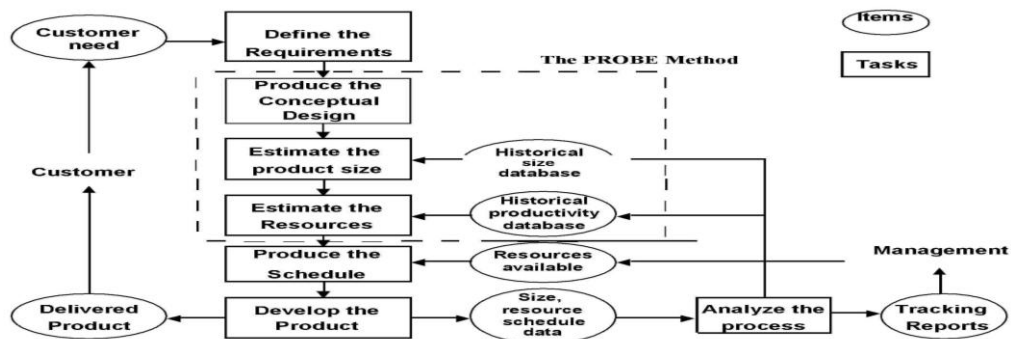 Customer
need
Define the
Requirements
Items
The PROBE Method
Tasks
Produce the
Conceptual
Design
Estimate the
product size
Historical
size
database
Customer
Estimate the
Resources
Historical
productivity
database
Produce the
Schedule
Resources
available
Management
Delivered
Product
Develop the
Product
Size,
resource
schedule
data
Analyze the
process
Tracking
Reports